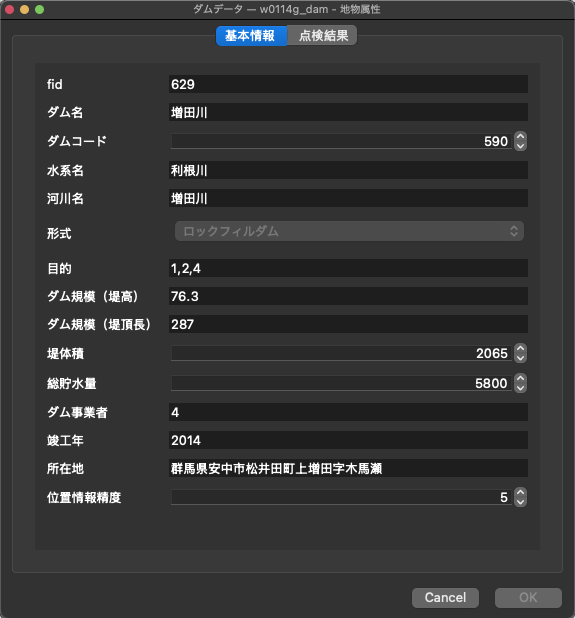 ダムデータ — w0114g_dam - 地物属性
基本情報 点検結果
fid 629
ダム名 増田川
ダムコード 590
水系名 利根川
河川名 増田川
形式 ロックフィルダム
目的 1,2,4
ダム規模（堤高） 76.3
ダム規模（堤頂長） 287
堤体積 2065
総貯水量 5800
ダム事業者 4
竣工年 2014
所在地 群馬県安中市松井田町上増田字木馬瀬
位置情報精度 5
Cancel OK